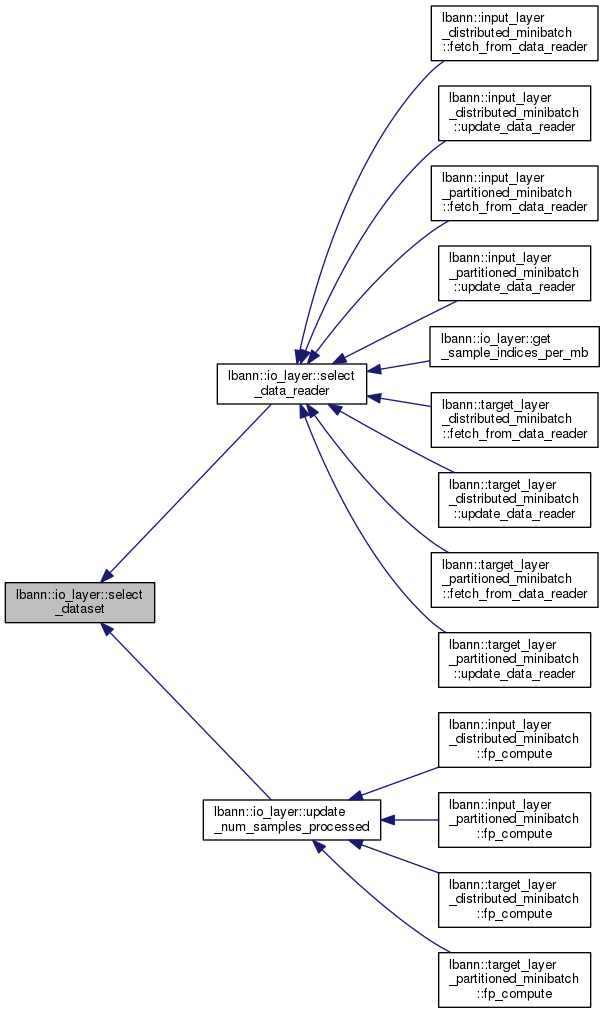 lbann::input_layer
_distributed_minibatch
::fetch_from_data_reader
lbann::input_layer
_distributed_minibatch
::update_data_reader
lbann::input_layer
_partitioned_minibatch
::fetch_from_data_reader
lbann::input_layer
_partitioned_minibatch
::update_data_reader
lbann::io_layer::get
_sample_indices_per_mb
lbann::io_layer::select
_data_reader
lbann::target_layer
_distributed_minibatch
::fetch_from_data_reader
lbann::target_layer
_distributed_minibatch
::update_data_reader
lbann::target_layer
_partitioned_minibatch
::fetch_from_data_reader
lbann::io_layer::select
_dataset
lbann::target_layer
_partitioned_minibatch
::update_data_reader
lbann::input_layer
_distributed_minibatch
::fp_compute
lbann::io_layer::update
_num_samples_processed
lbann::input_layer
_partitioned_minibatch
::fp_compute
lbann::target_layer
_distributed_minibatch
::fp_compute
lbann::target_layer
_partitioned_minibatch
::fp_compute